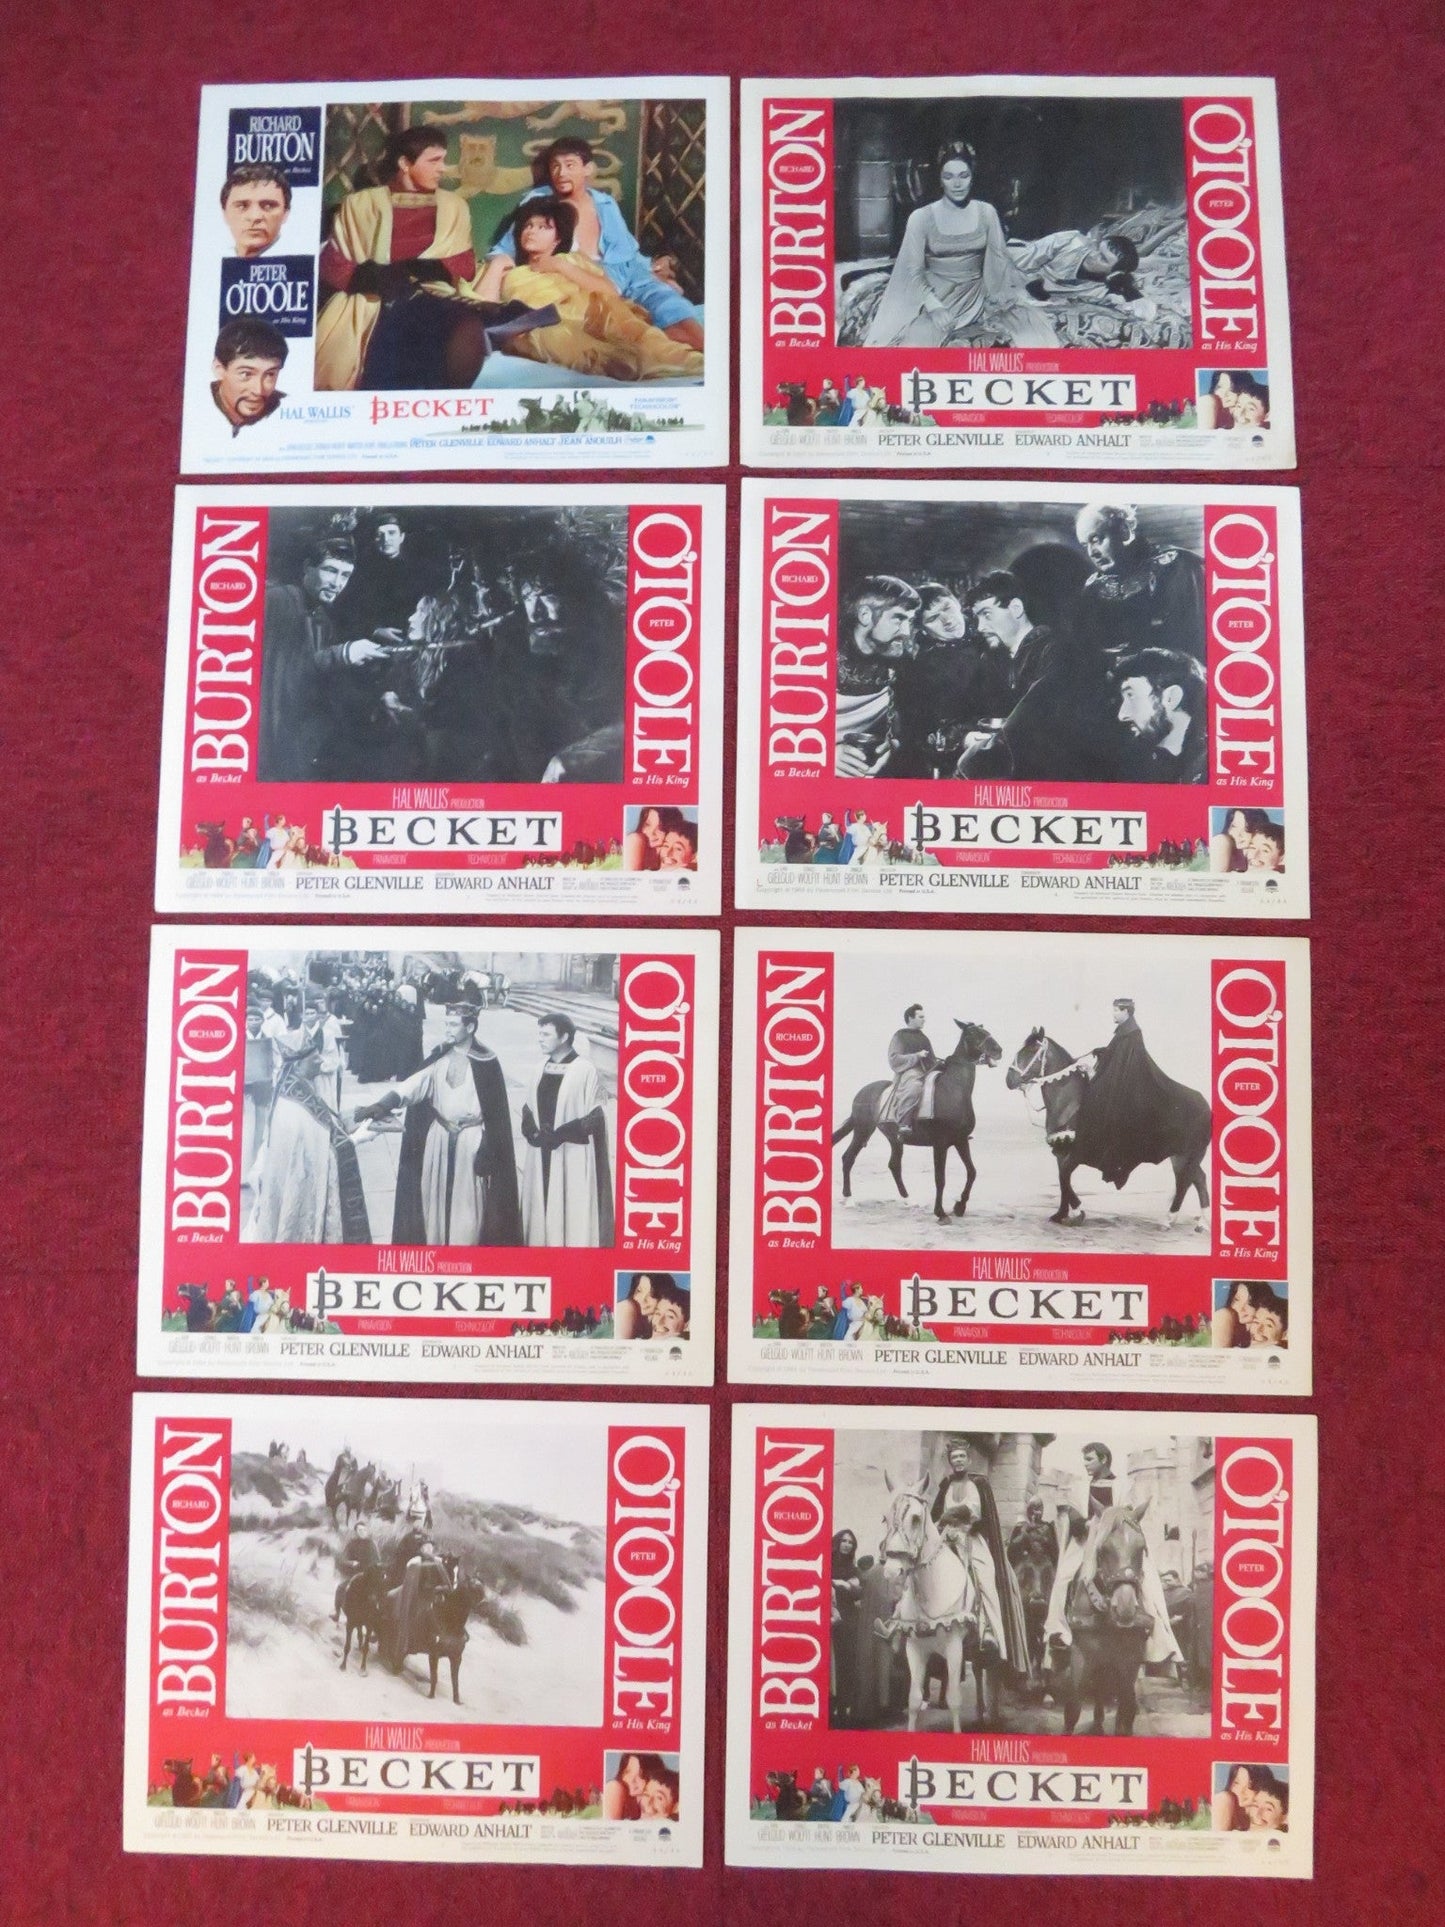 RICHARD
BURTON
as Becket
PETER
O'TOOLE
as His King
HAL WALLIS'
BECKET
PANAVISION
TECHNICOLOR
PETER GLENVILLE EDWARD ANHALT JEAN ANOUILH
BURTON
RICHARD
as Becket
O'TOOLE
PETER
as His King
HAL WALLIS' PRODUCTION
BECKET
PANAVISION TECHNICOLOR
GIELGUD WOLFIT HUNT BROWN PETER GLENVILLE EDWARD ANHALT
BURTON
RICHARD
as Becket
O'TOOLE
PETER
as His King
HAL WALLIS' PRODUCTION
BECKET
PANAVISION TECHNICOLOR
GIELGUD WOLFIT HUNT BROWN PETER GLENVILLE EDWARD ANHALT
BURTON
RICHARD
as Becket
O'TOOLE
PETER
as His King
HAL WALLIS' PRODUCTION
BECKET
PANAVISION TECHNICOLOR
GIELGUD WOLFIT HUNT BROWN PETER GLENVILLE EDWARD ANHALT
BURTON
RICHARD
as Becket
O'TOOLE
PETER
as His King
HAL WALLIS' PRODUCTION
BECKET
PANAVISION TECHNICOLOR
GIELGUD WOLFIT HUNT BROWN PETER GLENVILLE EDWARD ANHALT
BURTON
RICHARD
as Becket
O'TOOLE
PETER
as His King
HAL WALLIS' PRODUCTION
BECKET
PANAVISION TECHNICOLOR
GIELGUD WOLFIT HUNT BROWN PETER GLENVILLE EDWARD ANHALT
BURTON
RICHARD
as Becket
O'TOOLE
PETER
as His King
HAL WALLIS' PRODUCTION
BECKET
PANAVISION TECHNICOLOR
GIELGUD WOLFIT HUNT BROWN PETER GLENVILLE EDWARD ANHALT
BURTON
RICHARD
as Becket
O'TOOLE
PETER
as His King
HAL WALLIS' PRODUCTION
BECKET
PANAVISION TECHNICOLOR
GIELGUD WOLFIT HUNT BROWN PETER GLENVILLE EDWARD ANHALT